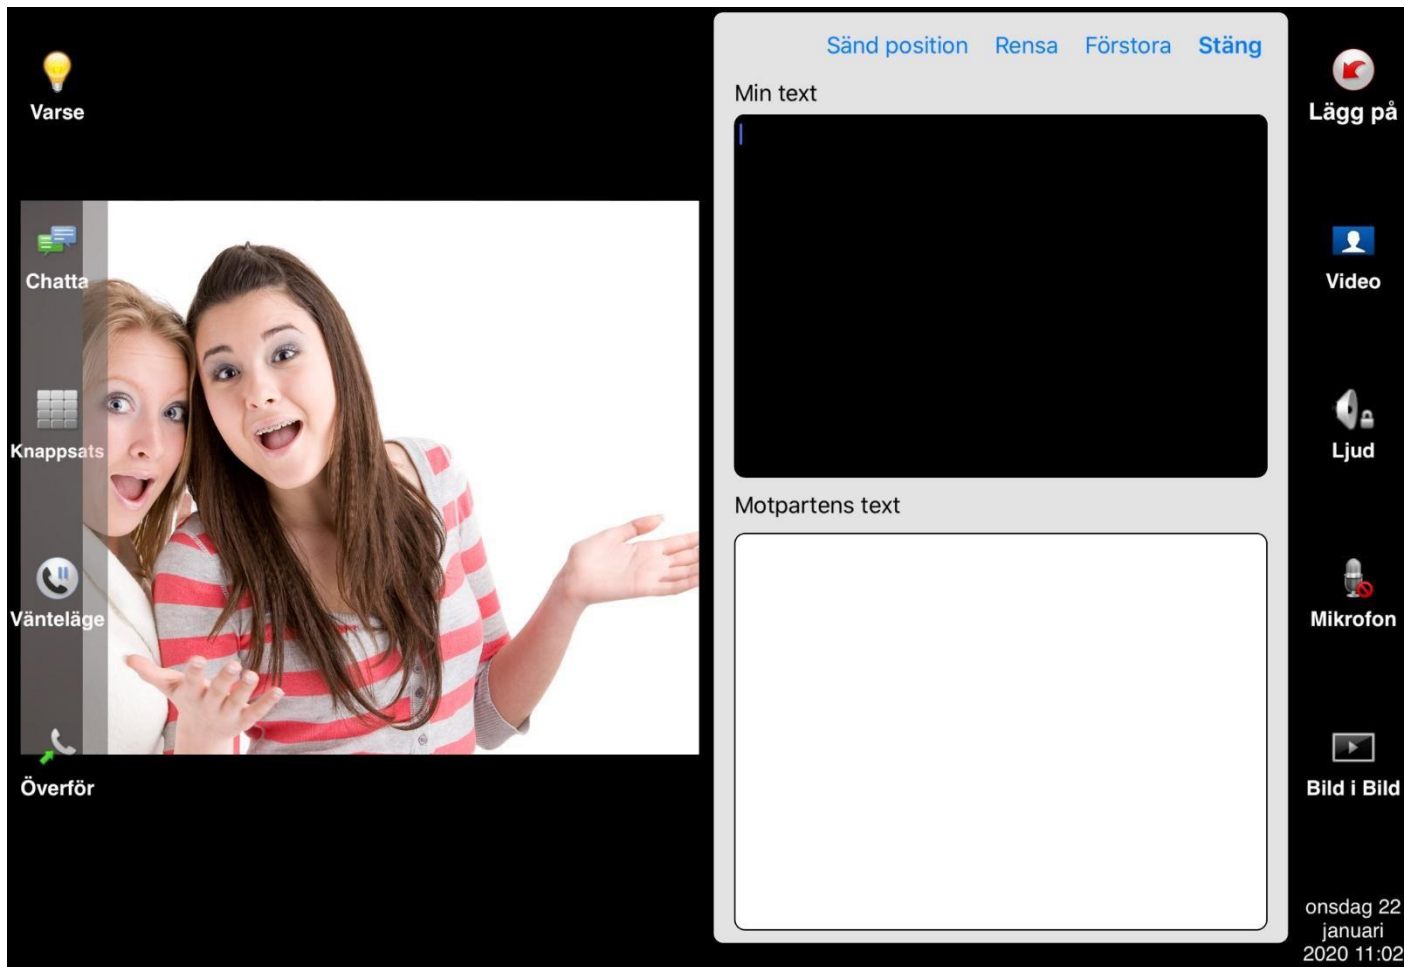 Varse
Chatta
Knappsats
Vänteläge
Överför
Sänd position Rensa Förstora Stäng
Min text
Motpartens text
Lägg på
Video
Ljud
Mikrofon
Bild i Bild
onsdag 22
januari
2020 11:02